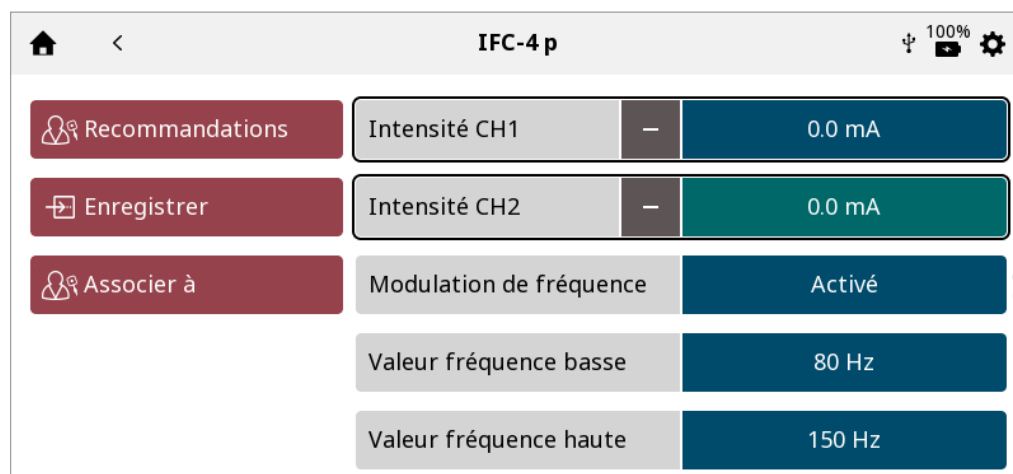 IFC-4 p
100%
Recommandations
Intensité CH1 – 0.0 mA
Enregistrer
Intensité CH2 – 0.0 mA
Associer à
Modulation de fréquence Activé
Valeur fréquence basse 80 Hz
Valeur fréquence haute 150 Hz